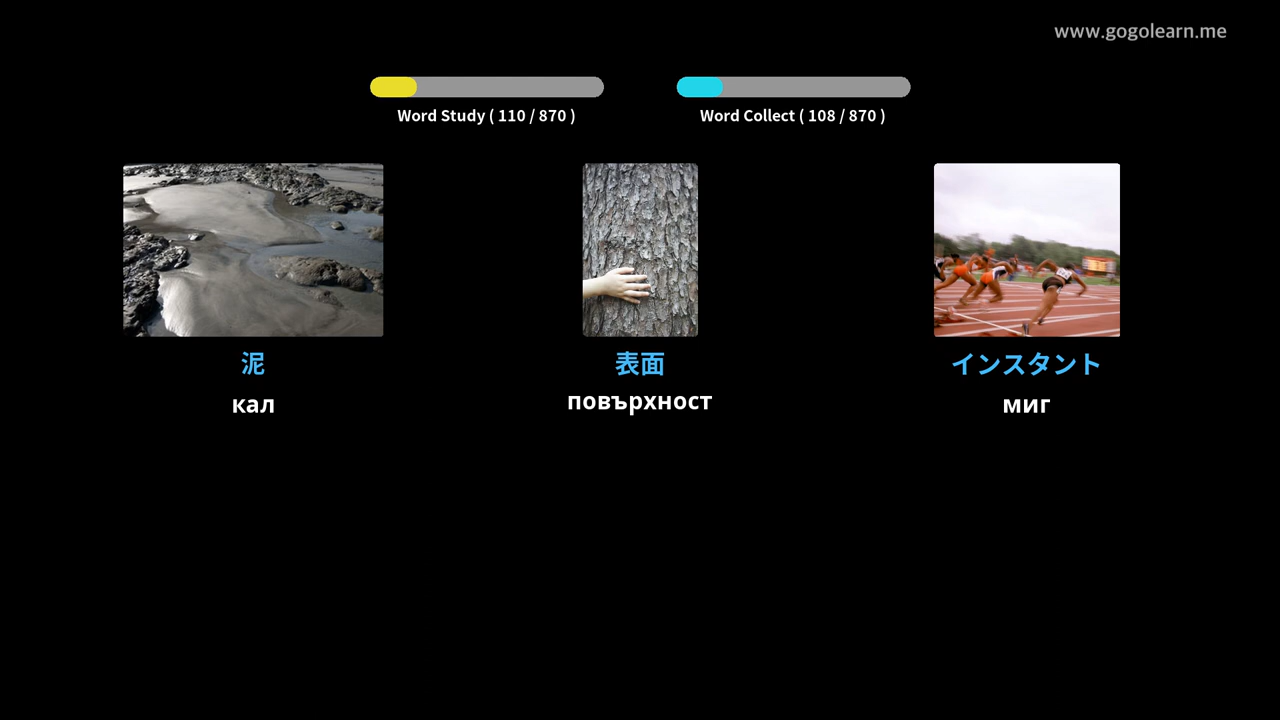 www.gogolearn.me
Word Study ( 110 / 870 )
Word Collect ( 108 / 870 )
泥
表面
インスタント
кал
повърхност
миг